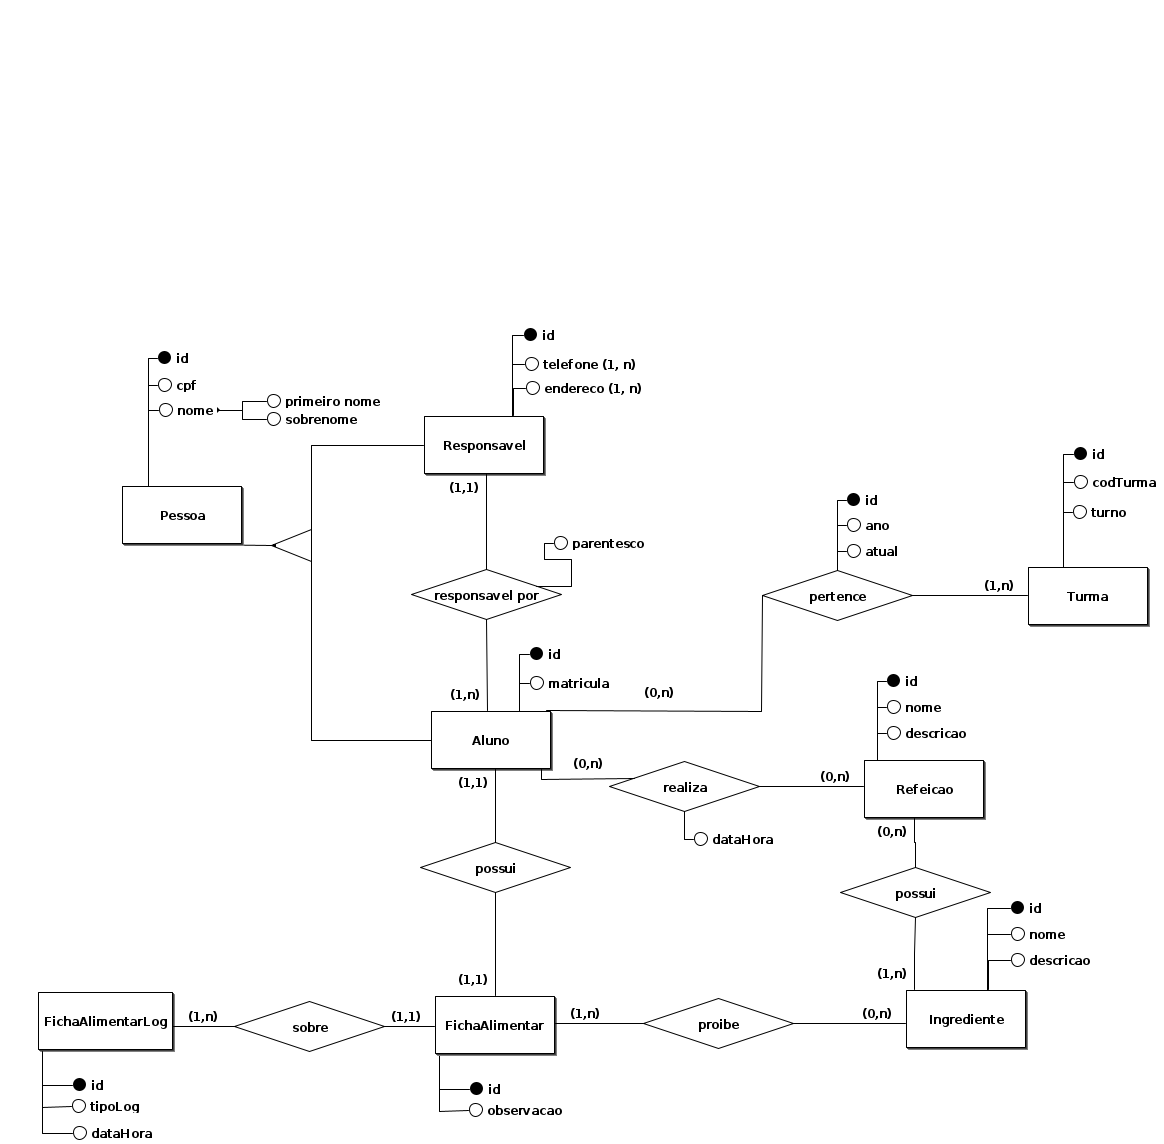 id
telefone (1, n)
endereco (1, n)
Responsavel
(1,1)
id
cpf
nome
primeiro nome
sobrenome
Pessoa
parentesco
responsavel por
(1,n)
id
matricula
Aluno
(0,n)
id
ano
atual
pertence
(1,n)
id
codTurma
turno
Turma
(0,n)
realiza
dataHora
(0,n)
id
nome
descricao
Refeicao
(0,n)
possui
(1,n)
id
nome
descricao
Ingrediente
(1,1)
possui
(1,1)
FichaAlimentar
id
observacao
(1,n)
proibe
(0,n)
FichaAlimentarLog
(1,n)
sobre
(1,1)
id
tipoLog
dataHora